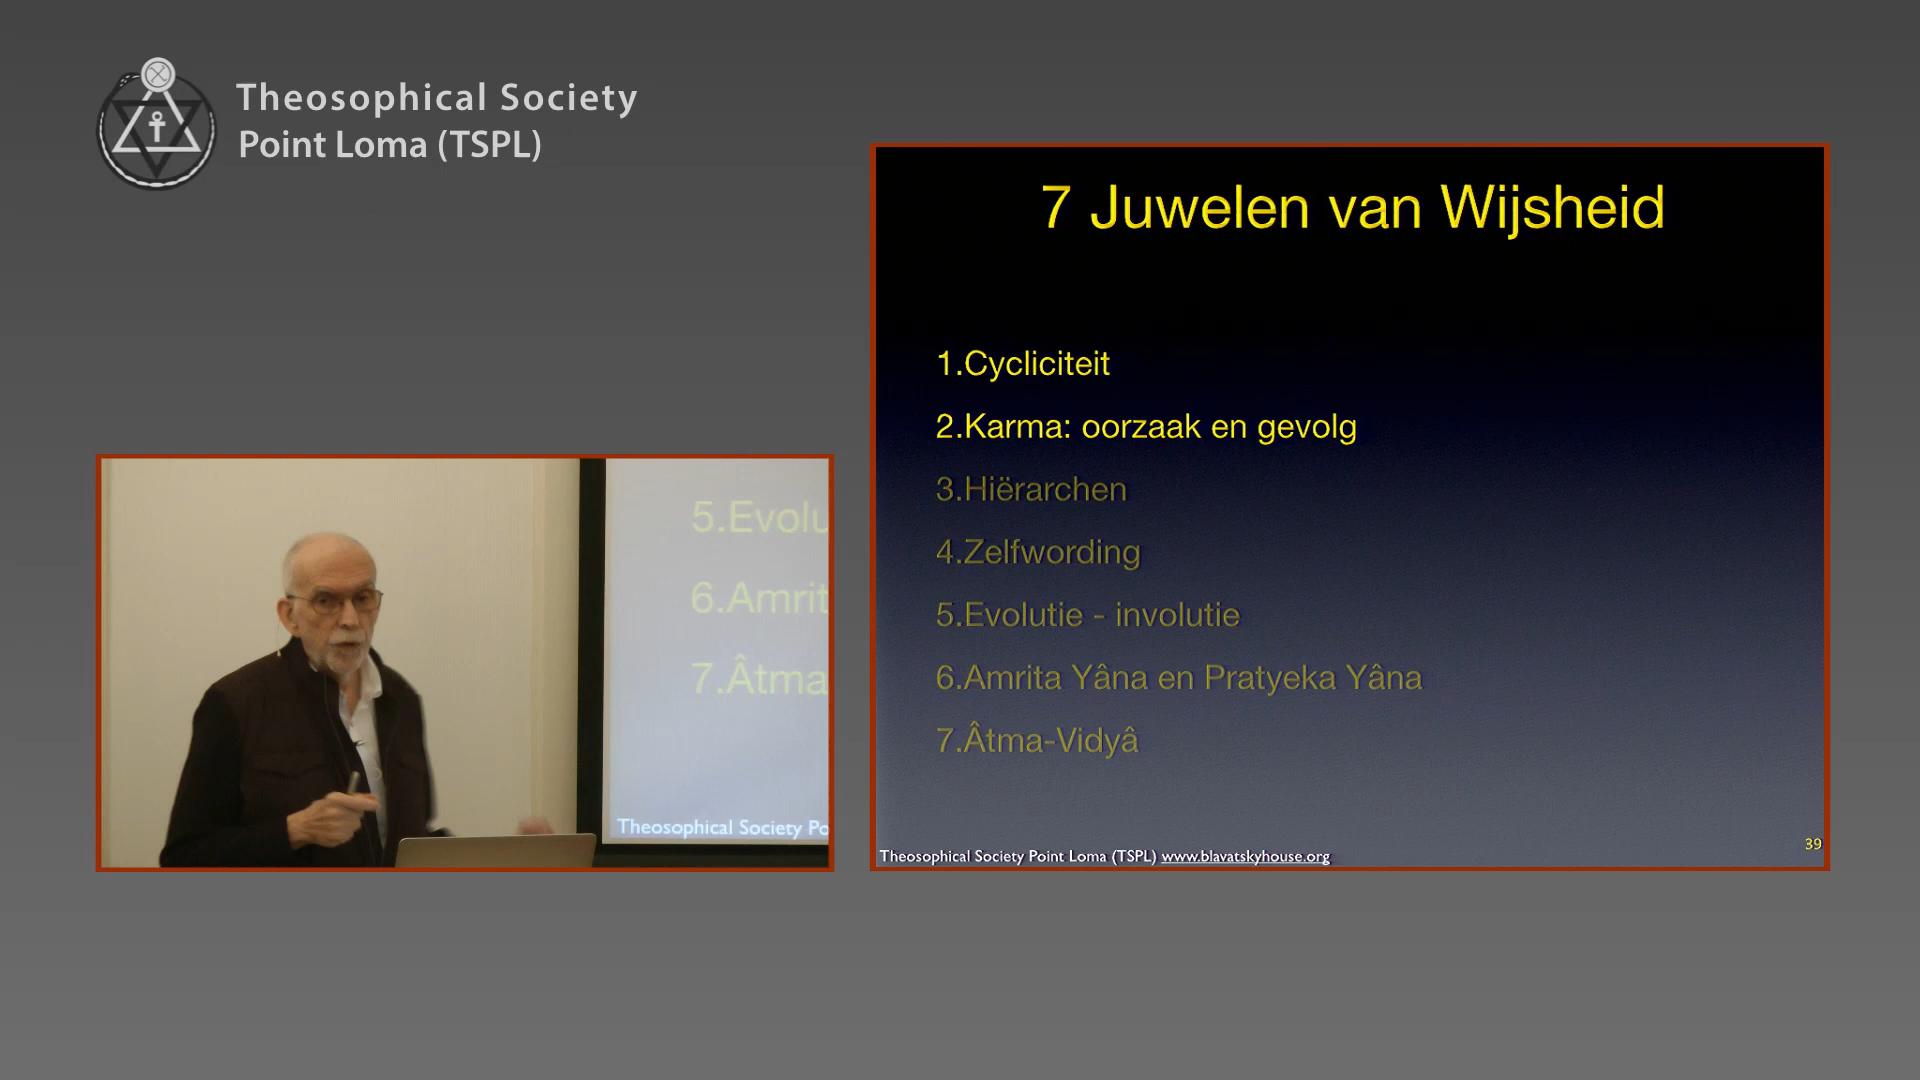 Theosophical Society
Point Loma (TSPL)
7 Juwelen van Wijsheid
1.Cycliciteit
2.Karma: oorzaak en gevolg
3.Hiërarchen
4.Zelfwording
5.Evolutie - involutie
6.Amrita Yâna en Pratyeka Yâna
7.Âtma-Vidyâ
Theosophical Society Point Loma (TSPL) www.blavatskyhouse.org
39
5.Evolu
6.Amrit
7.Âtma
Theosophical Society Po